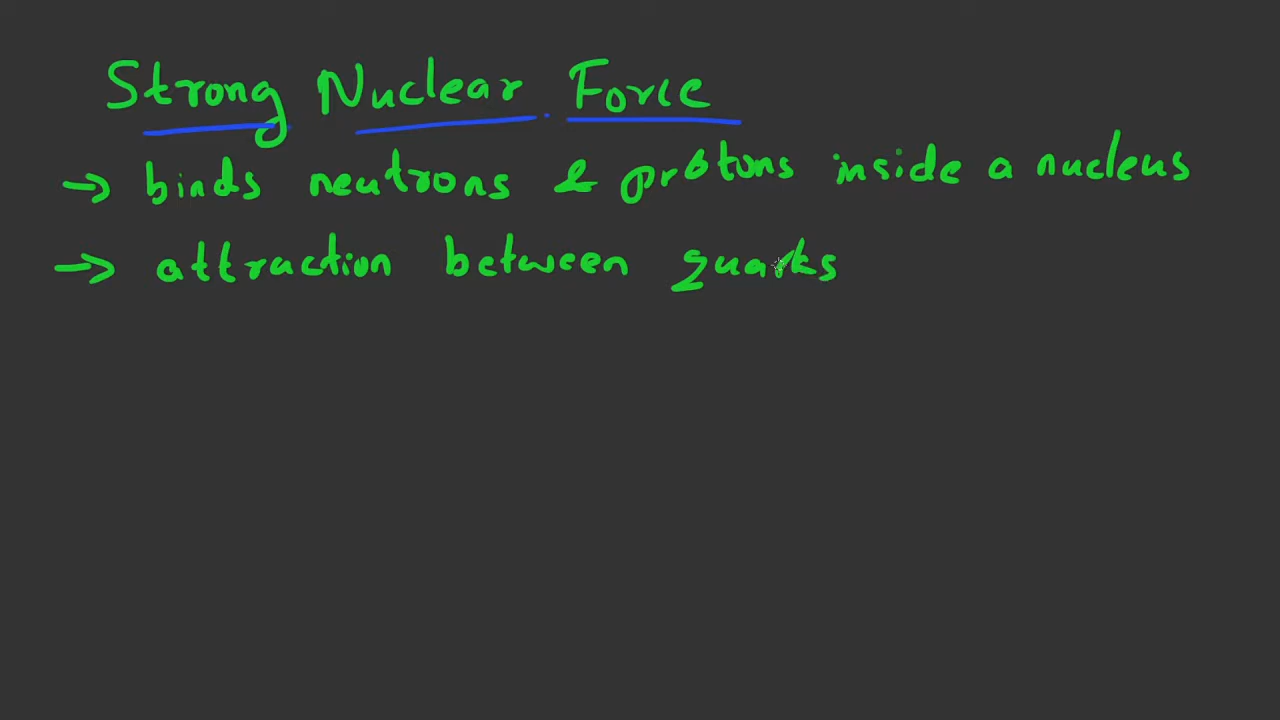 Strong Nuclear Force
→ binds neutrons & protons inside a nucleus
→ attraction between quarks